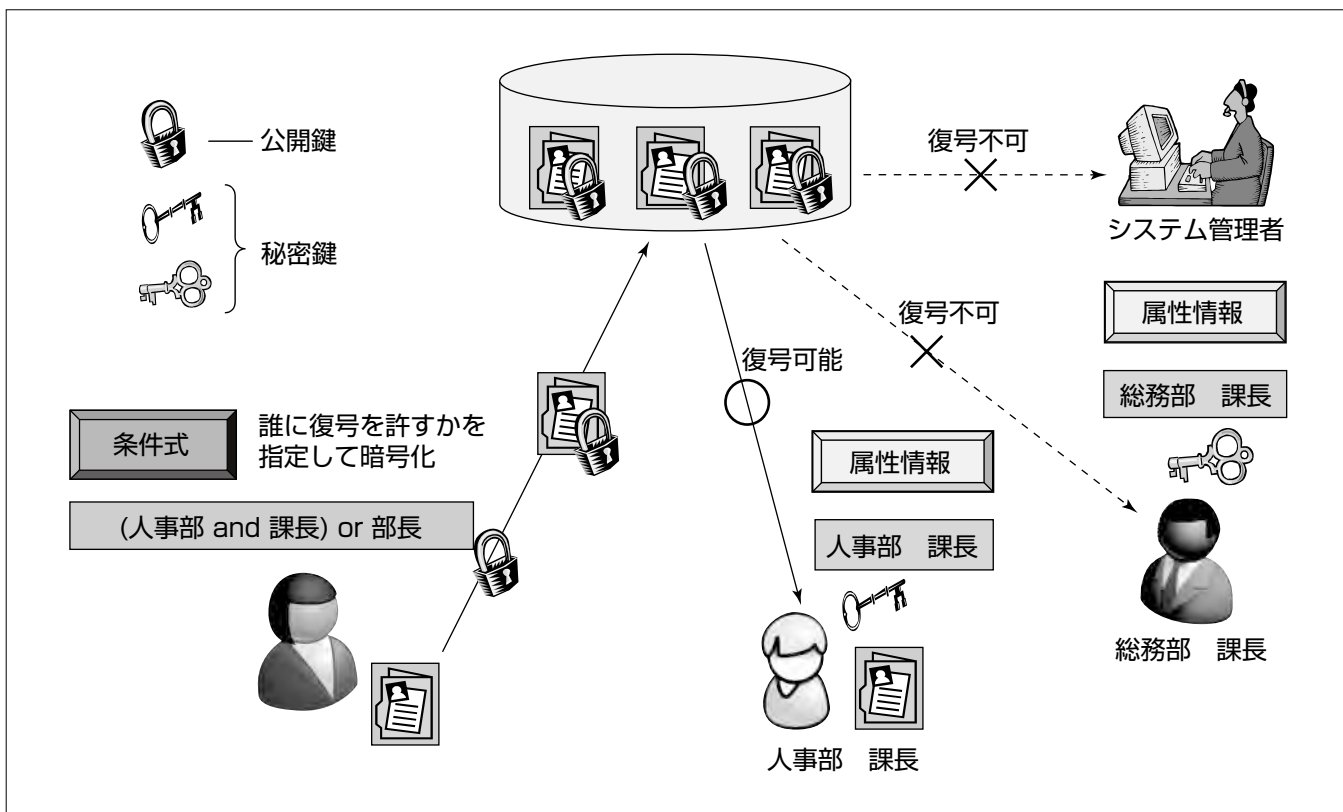 公開鍵
秘密鍵
復号不可
システム管理者
属性情報
総務部 課長
復号不可
復号可能
条件式
誰に復号を許すかを
指定して暗号化
(人事部 and 課長) or 部長
属性情報
人事部 課長
総務部 課長
人事部 課長